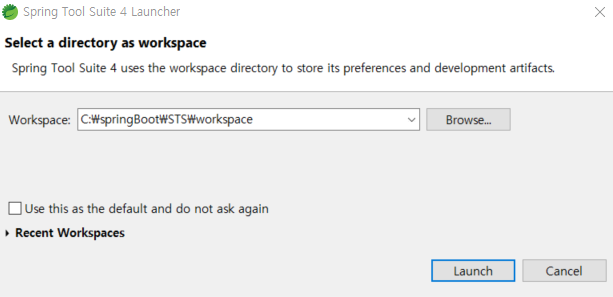 Spring Tool Suite 4 Launcher
Select a directory as workspace
Spring Tool Suite 4 uses the workspace directory to store its preferences and development artifacts.
Workspace: C:₩springBoot₩STS₩workspace Browse...
Use this as the default and do not ask again
Recent Workspaces
Launch Cancel